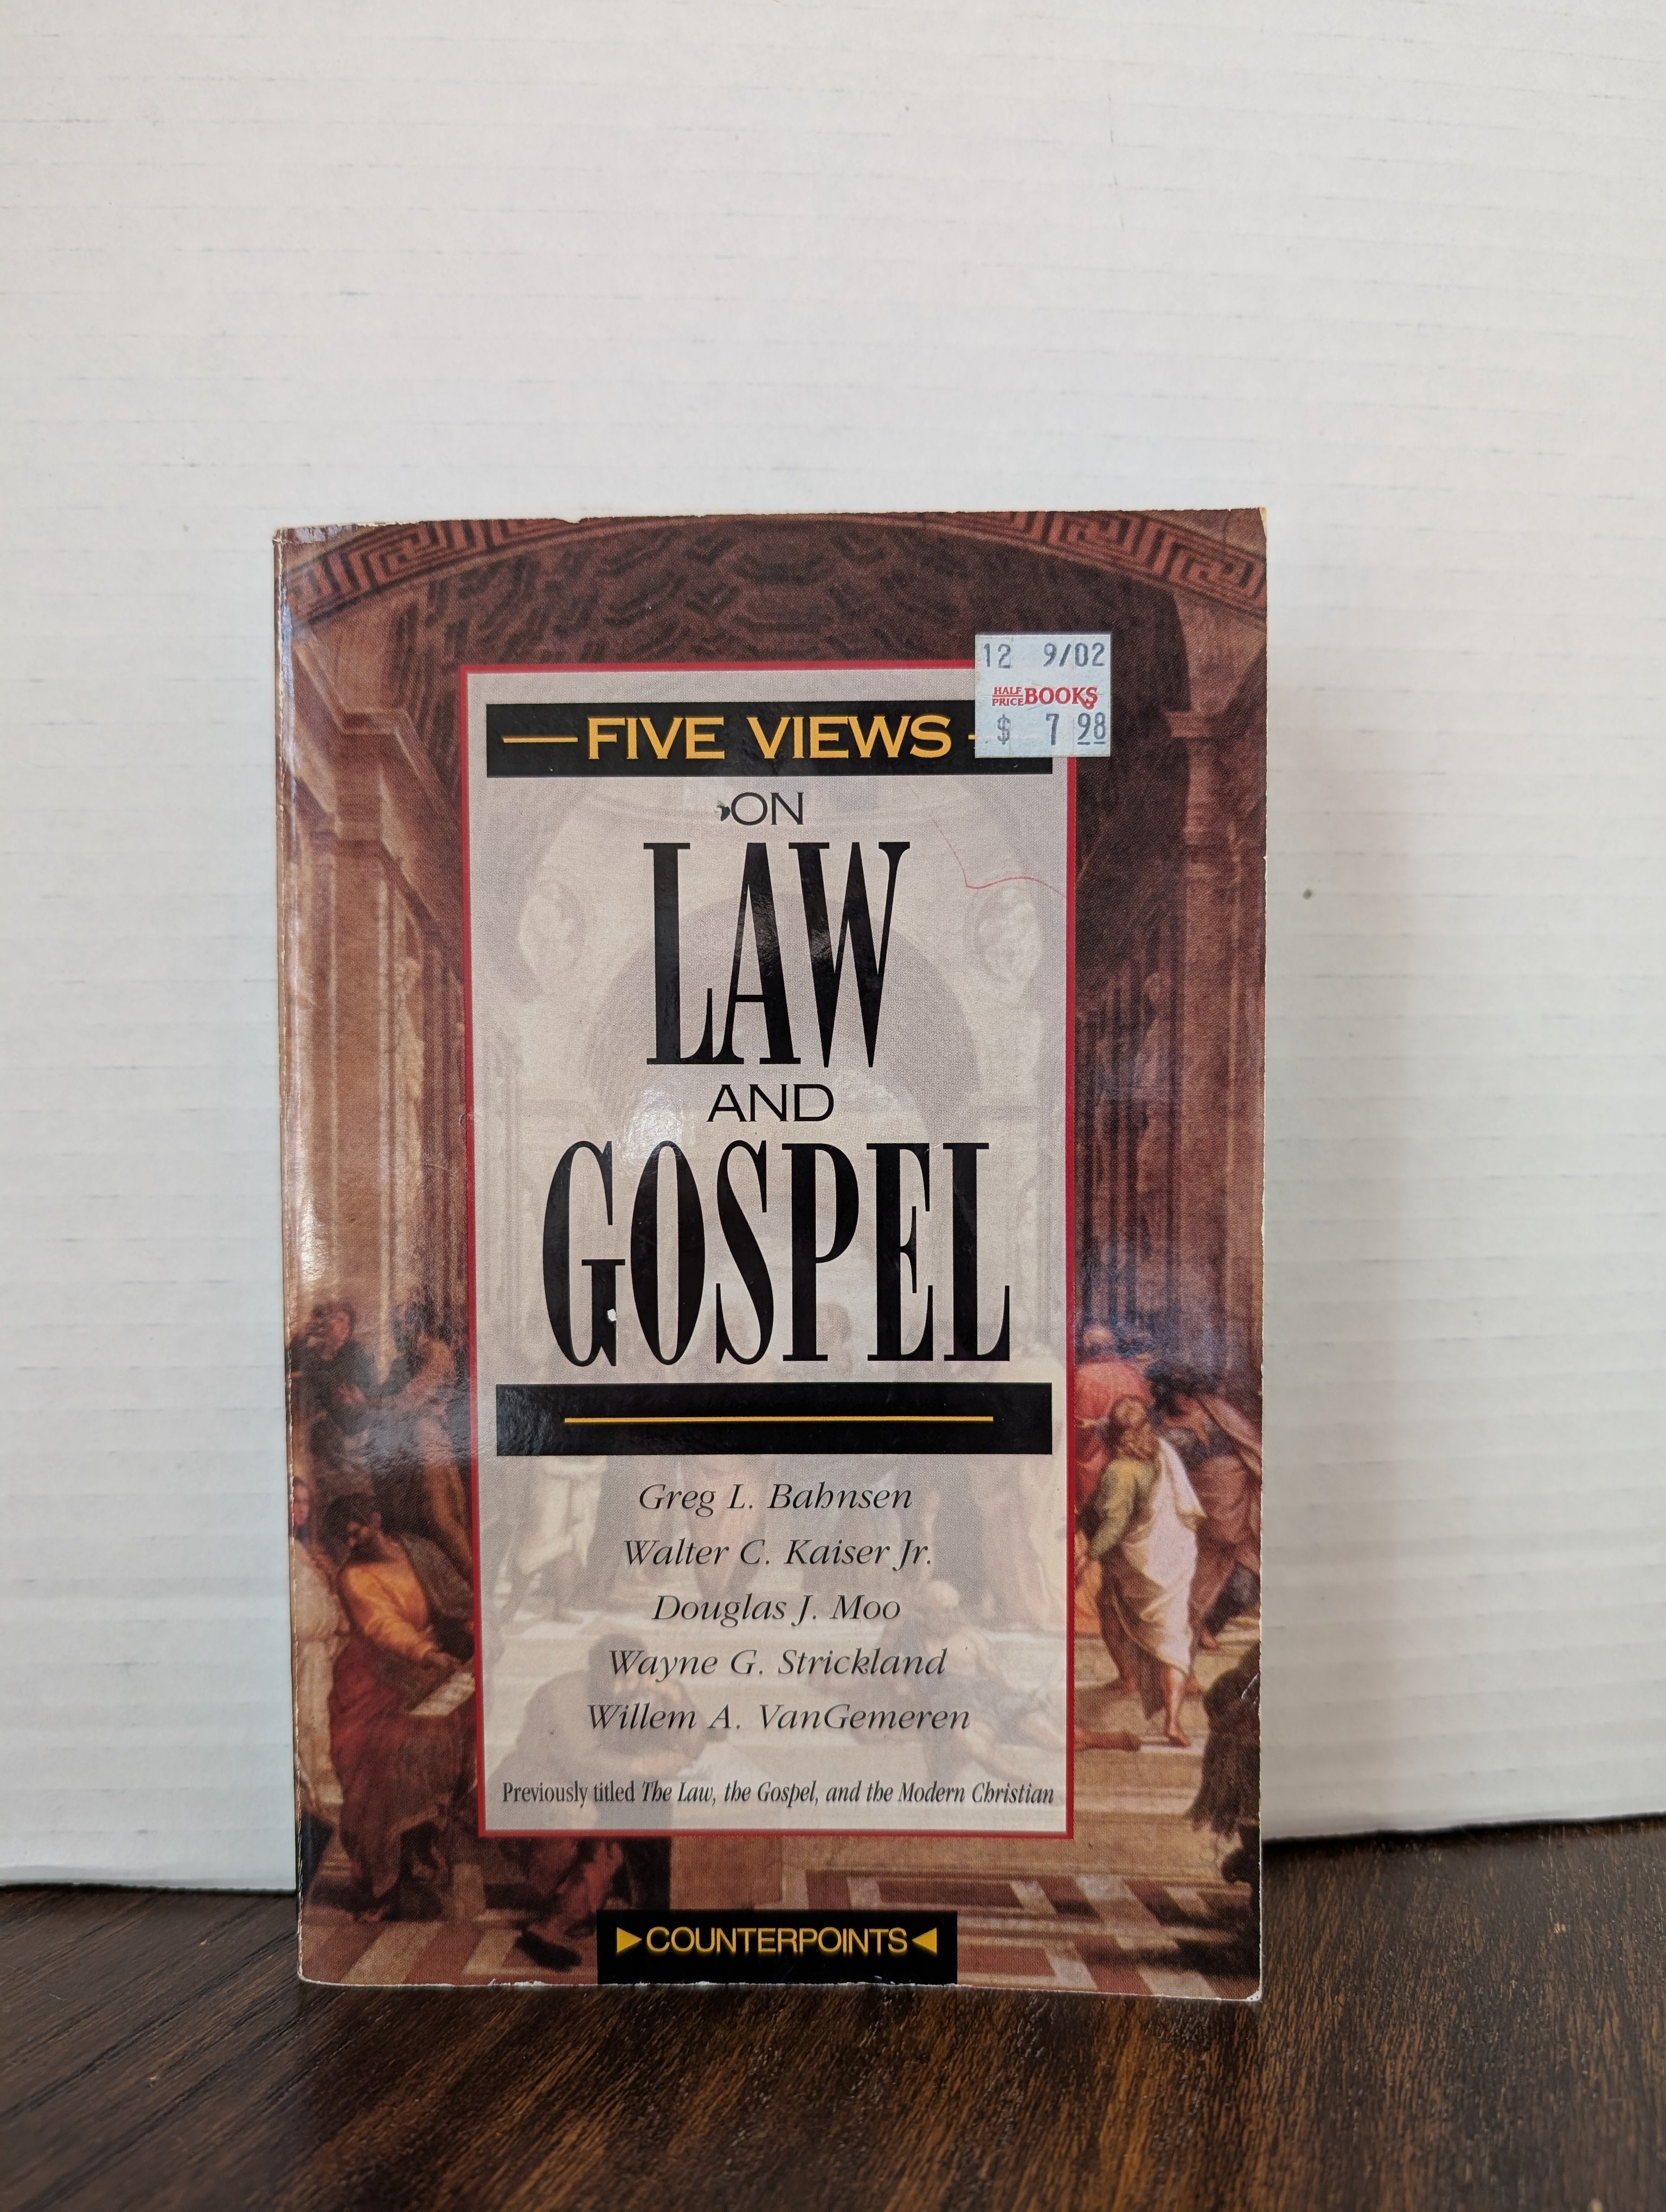 12 9/02
HALF PRICE BOOKS
$ 7 98
FIVE VIEWS
ON
LAW
AND
GOSPEL
Greg L. Bahnsen
Walter C. Kaiser Jr.
Douglas J. Moo
Wayne G. Strickland
Willem A. VanGemeren
Previously titled The Law, the Gospel, and the Modern Christian
COUNTERPOINTS